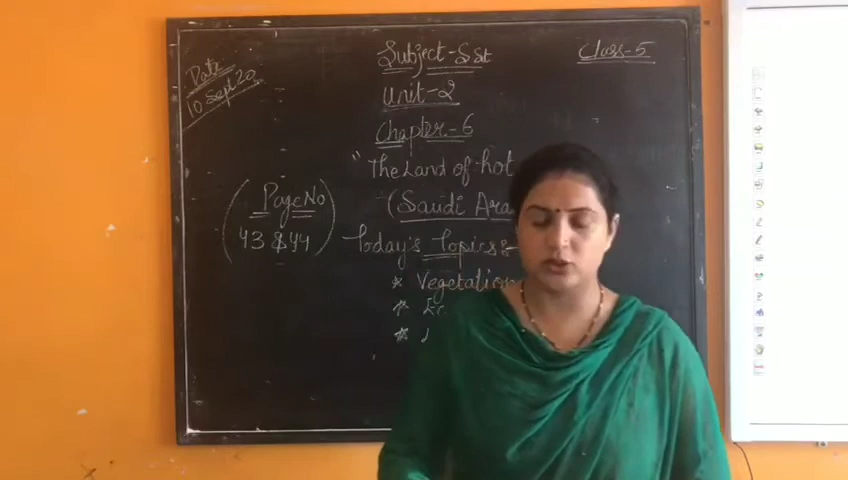 Date
10 Sept 20
Subject - S.St
Class - 5
Unit - 2
Chapter - 6
"The Land of hot
(Saudi Ara
Page No
43 & 44
Today's Topics :-
* Vegetation
*
*